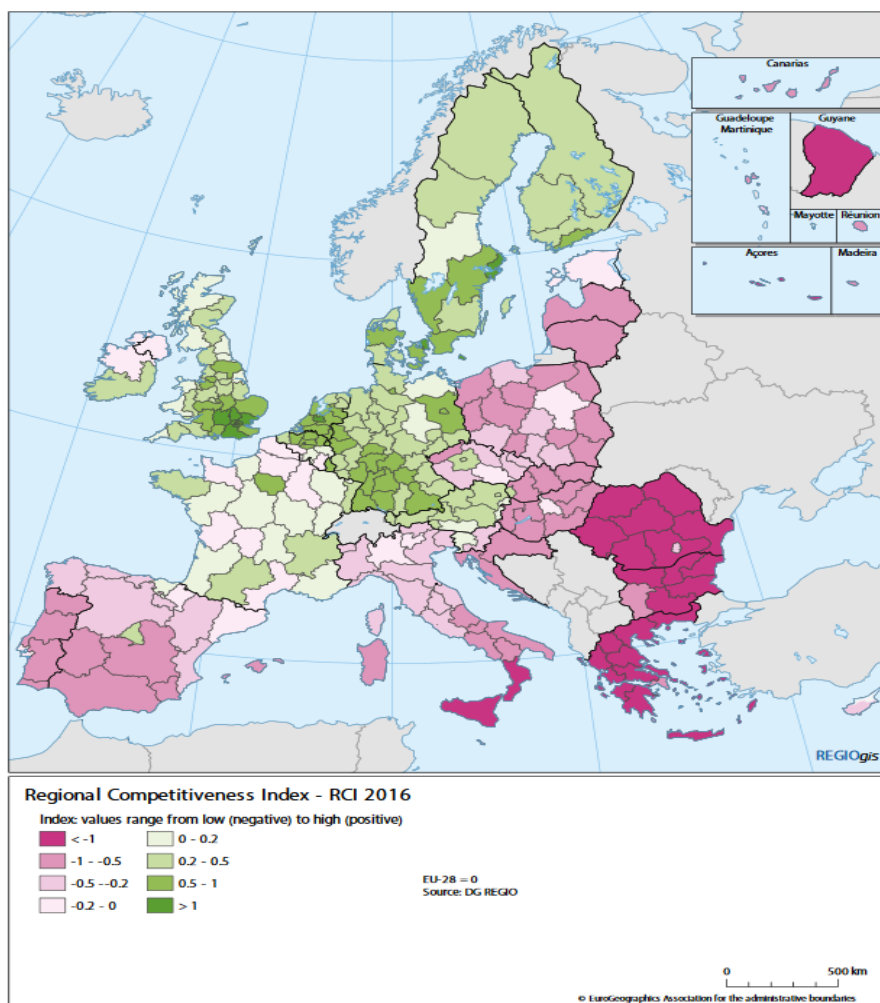 Canarias
Guadeloupe
Martinique
Guyane
Mayotte
Réunion
Açores
Madeira
REGIOgis
Regional Competitiveness Index - RCI 2016
Index: values range from low (negative) to high (positive)
< -1
-1 - -0.5
-0.5 --0.2
-0.2 - 0
0 - 0.2
0.2 - 0.5
0.5 - 1
> 1
EU-28 = 0
Source: DG REGIO
0 500 km
© EuroGeographics Association for the administrative boundaries